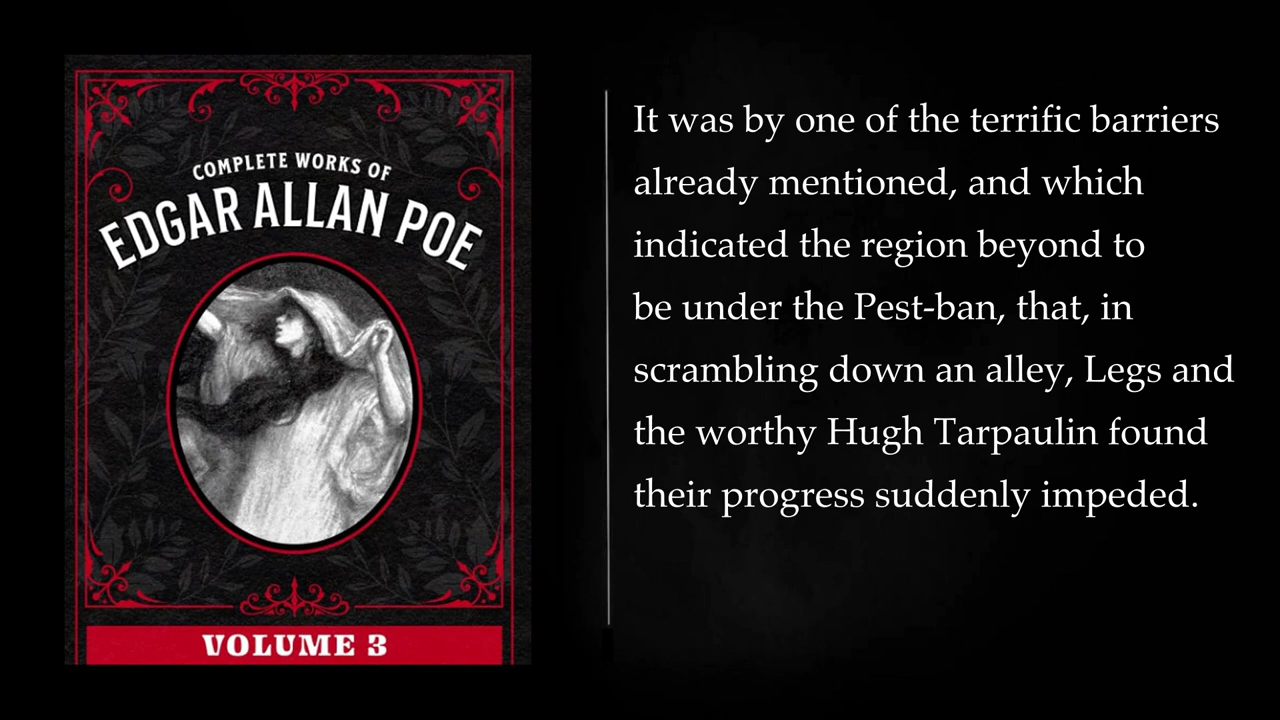 COMPLETE WORKS OF
EDGAR ALLAN POE
VOLUME 3
It was by one of the terrific barriers
already mentioned, and which
indicated the region beyond to
be under the Pest-ban, that, in
scrambling down an alley, Legs and
the worthy Hugh Tarpaulin found
their progress suddenly impeded.